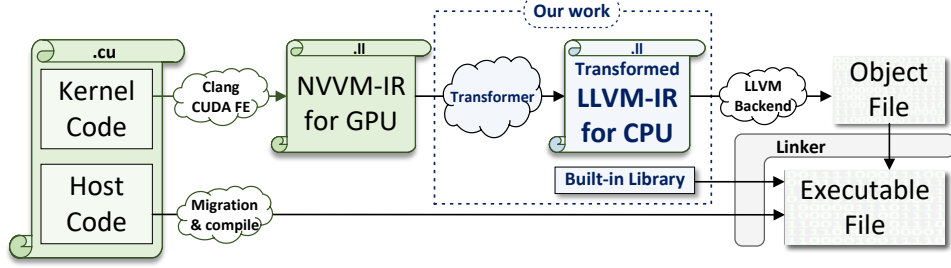 Our work
.cu
Kernel
Code
Host
Code
Clang
CUDA FE
.ll
NVVM-IR
for GPU
Transformer
.ll
Transformed
LLVM-IR
for CPU
LLVM
Backend
Object
File
Linker
Built-in Library
Executable
File
Migration
& compile